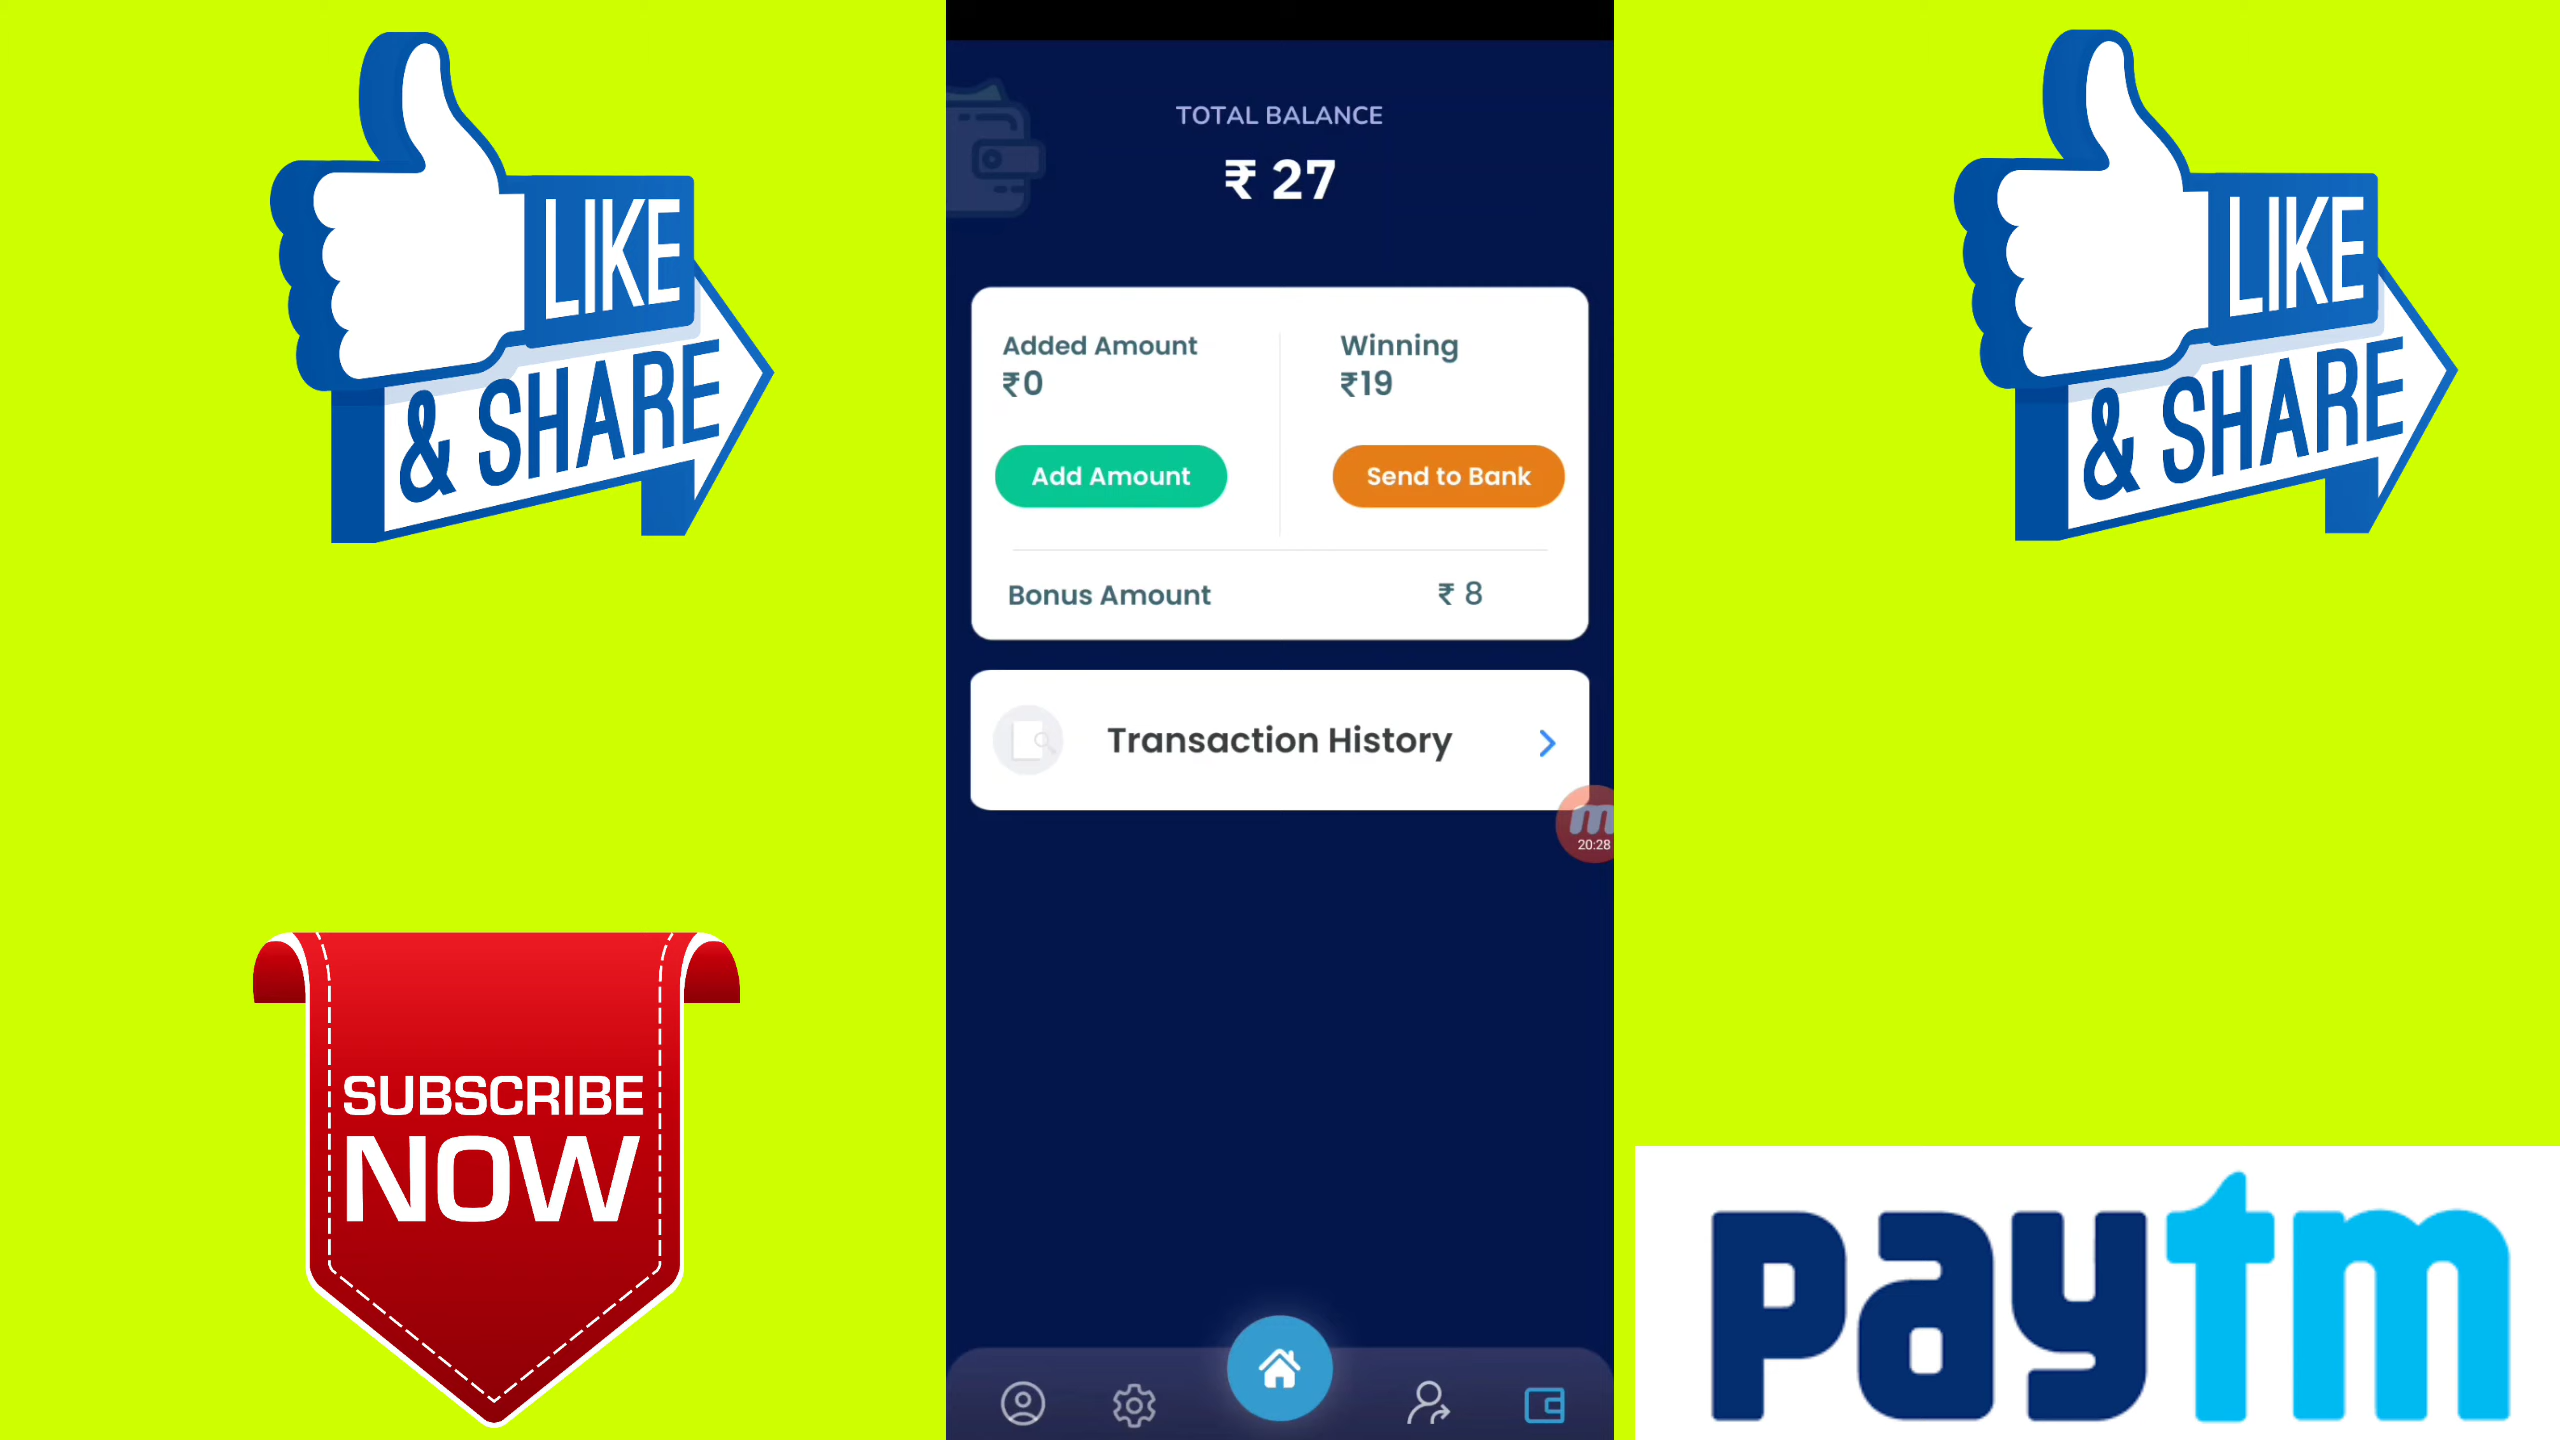 LIKE
& SHARE
TOTAL BALANCE
₹ 27
Added Amount
₹0
Winning
₹19
Add Amount
Send to Bank
Bonus Amount
₹ 8
Transaction History
m
20:28
LIKE
& SHARE
SUBSCRIBE
NOW
paytm